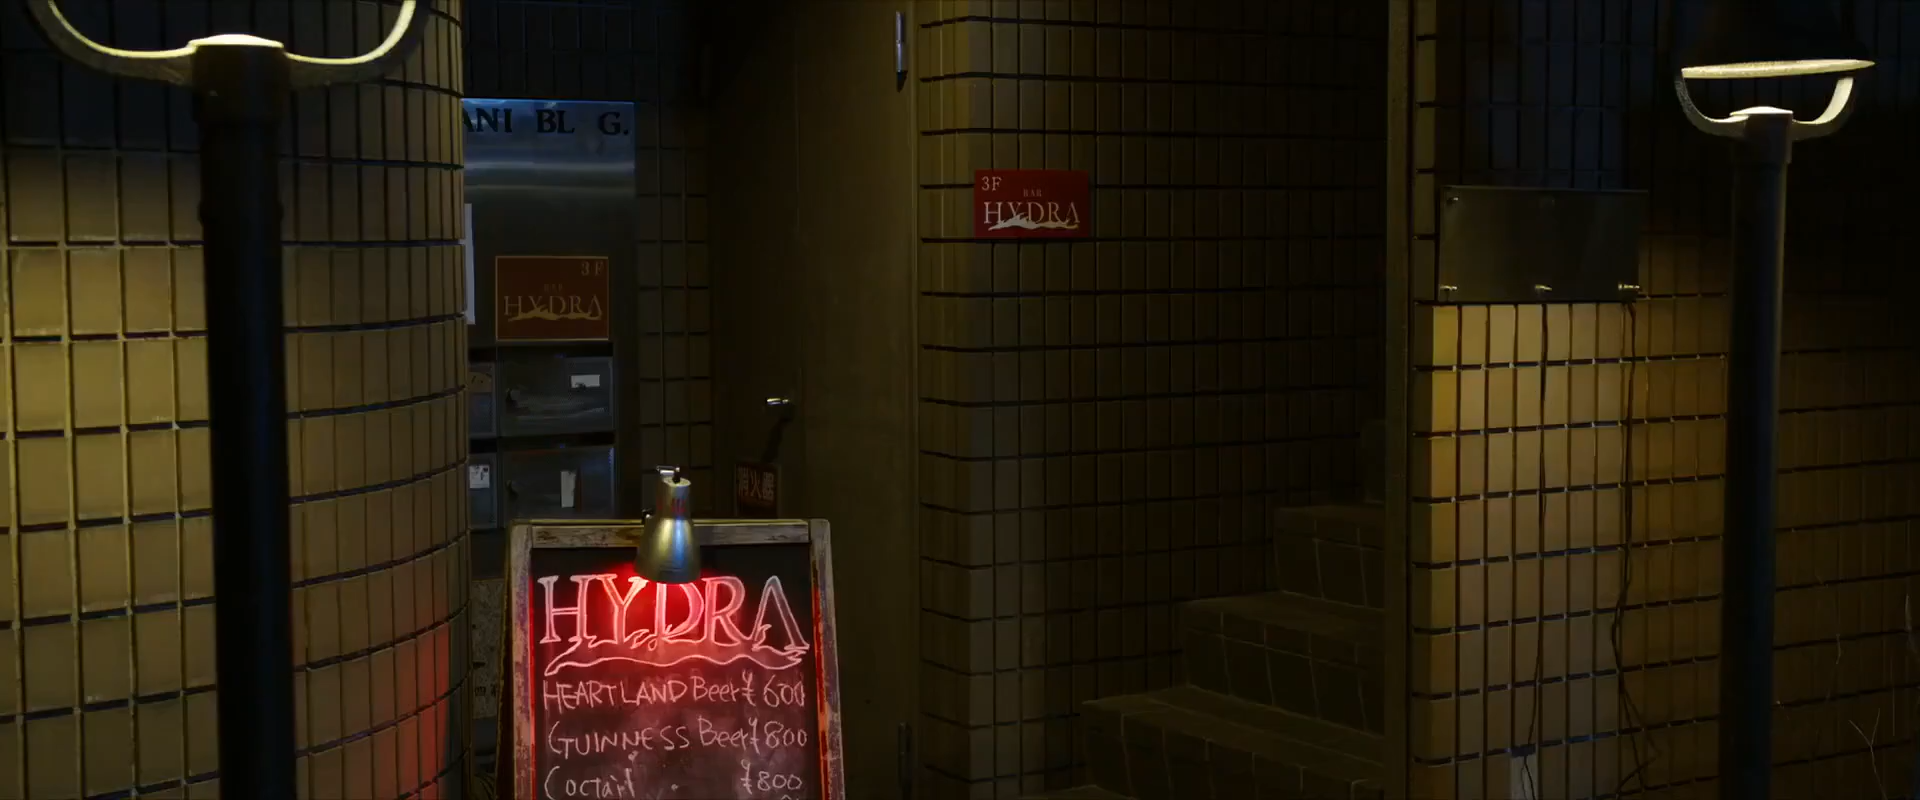 ANI BL G.
3F
BAR
HYDRA
3F
BAR
HYDRA
消火器
HYDRA
HEARTLAND Beer ¥600
GUINNESS Beer ¥800
Coctail ¥800